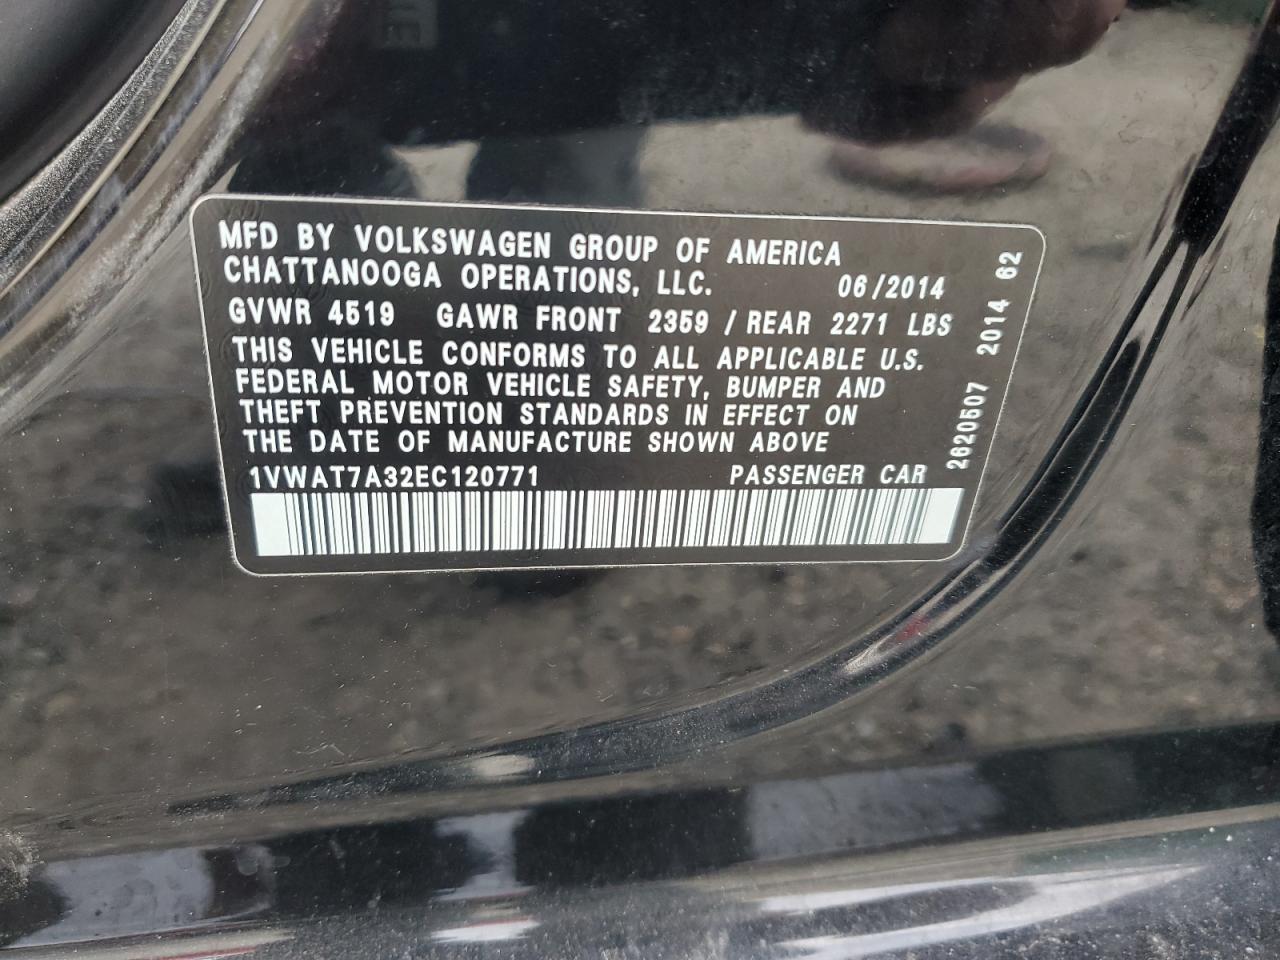 MFD BY VOLKSWAGEN GROUP OF AMERICA
CHATTANOOGA OPERATIONS, LLC. 06/2014
GVWR 4519 GAWR FRONT 2359 / REAR 2271 LBS
THIS VEHICLE CONFORMS TO ALL APPLICABLE U.S.
FEDERAL MOTOR VEHICLE SAFETY, BUMPER AND
THEFT PREVENTION STANDARDS IN EFFECT ON
THE DATE OF MANUFACTURE SHOWN ABOVE
1VWAT7A32EC120771 PASSENGER CAR
2620507 2014 62